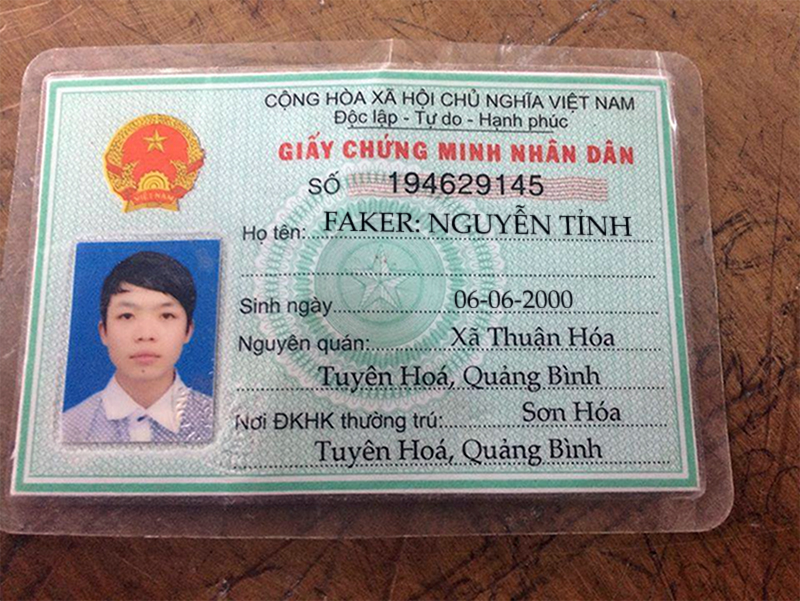 CỘNG HÒA XÃ HỘI CHỦ NGHĨA VIỆT NAM
Độc lập - Tự do - Hạnh phúc
GIẤY CHỨNG MINH NHÂN DÂN
SỐ 194629145
Họ tên: FAKER: NGUYỄN TỈNH
Sinh ngày 06-06-2000
Nguyên quán: Xã Thuận Hóa
Tuyên Hoá, Quảng Bình
Nơi ĐKHK thường trú: Sơn Hóa
Tuyên Hoá, Quảng Bình
VIỆT NAM